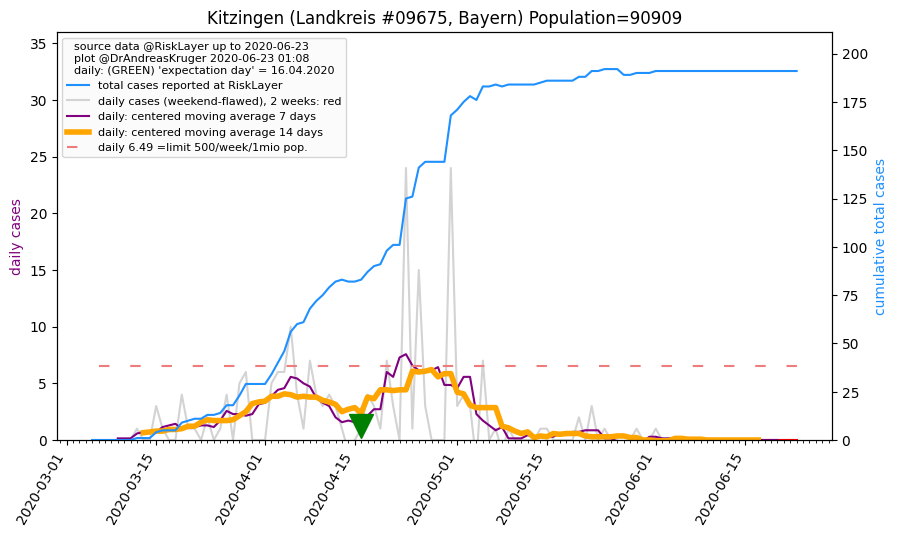 Kitzingen (Landkreis #09675, Bayern) Population=90909
source data @RiskLayer up to 2020-06-23
plot @DrAndreasKruger 2020-06-23 01:08
daily: (GREEN) 'expectation day' = 16.04.2020
total cases reported at RiskLayer
daily cases (weekend-flawed), 2 weeks: red
daily: centered moving average 7 days
daily: centered moving average 14 days
daily 6.49 =limit 500/week/1mio pop.
daily cases
35
30
25
20
15
10
5
0
cumulative total cases
200
175
150
125
100
75
50
25
0
2020-03-01
2020-03-15
2020-04-01
2020-04-15
2020-05-01
2020-05-15
2020-06-01
2020-06-15